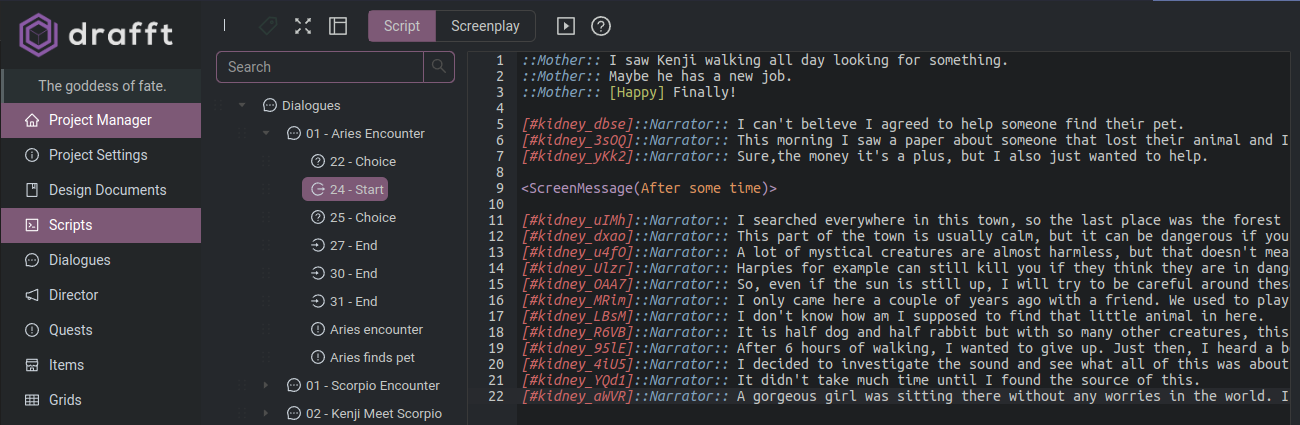 drafft
The goddess of fate.
Project Manager
Project Settings
Design Documents
Scripts
Dialogues
Director
Quests
Items
Grids
Script Screenplay
Search
Dialogues
01 - Aries Encounter
22 - Choice
24 - Start
25 - Choice
27 - End
30 - End
31 - End
Aries encounter
Aries finds pet
01 - Scorpio Encounter
02 - Kenji Meet Scorpio
1 ::Mother:: I saw Kenji walking all day looking for something.
2 ::Mother:: Maybe he has a new job.
3 ::Mother:: [Happy] Finally!
4
5 [#kidney_dbse]::Narrator:: I can't believe I agreed to help someone find their pet.
6 [#kidney_3sOQ]::Narrator:: This morning I saw a paper about someone that lost their animal and I
7 [#kidney_yKk2]::Narrator:: Sure,the money it's a plus, but I also just wanted to help.
8
9 <ScreenMessage(After some time)>
10
11 [#kidney_uIMh]::Narrator:: I searched everywhere in this town, so the last place was the forest
12 [#kidney_dxao]::Narrator:: This part of the town is usually calm, but it can be dangerous if you
13 [#kidney_u4fO]::Narrator:: A lot of mystical creatures are almost harmless, but that doesn't mea
14 [#kidney_Ulzr]::Narrator:: Harpies for example can still kill you if they think they are in dang
15 [#kidney_OAA7]::Narrator:: So, even if the sun is still up, I will try to be careful around thes
16 [#kidney_MRim]::Narrator:: I only came here a couple of years ago with a friend. We used to play
17 [#kidney_LBsM]::Narrator:: I don't know how am I supposed to find that little animal in here.
18 [#kidney_R6VB]::Narrator:: It is half dog and half rabbit but with so many other creatures, this
19 [#kidney_95lE]::Narrator:: After 6 hours of walking, I wanted to give up. Just then, I heard a b
20 [#kidney_4iU5]::Narrator:: I decided to investigate the sound and see what all of this was about
21 [#kidney_YQd1]::Narrator:: It didn't take much time until I found the source of this.
22 [#kidney_aWVR]::Narrator:: A gorgeous girl was sitting there without any worries in the world. I